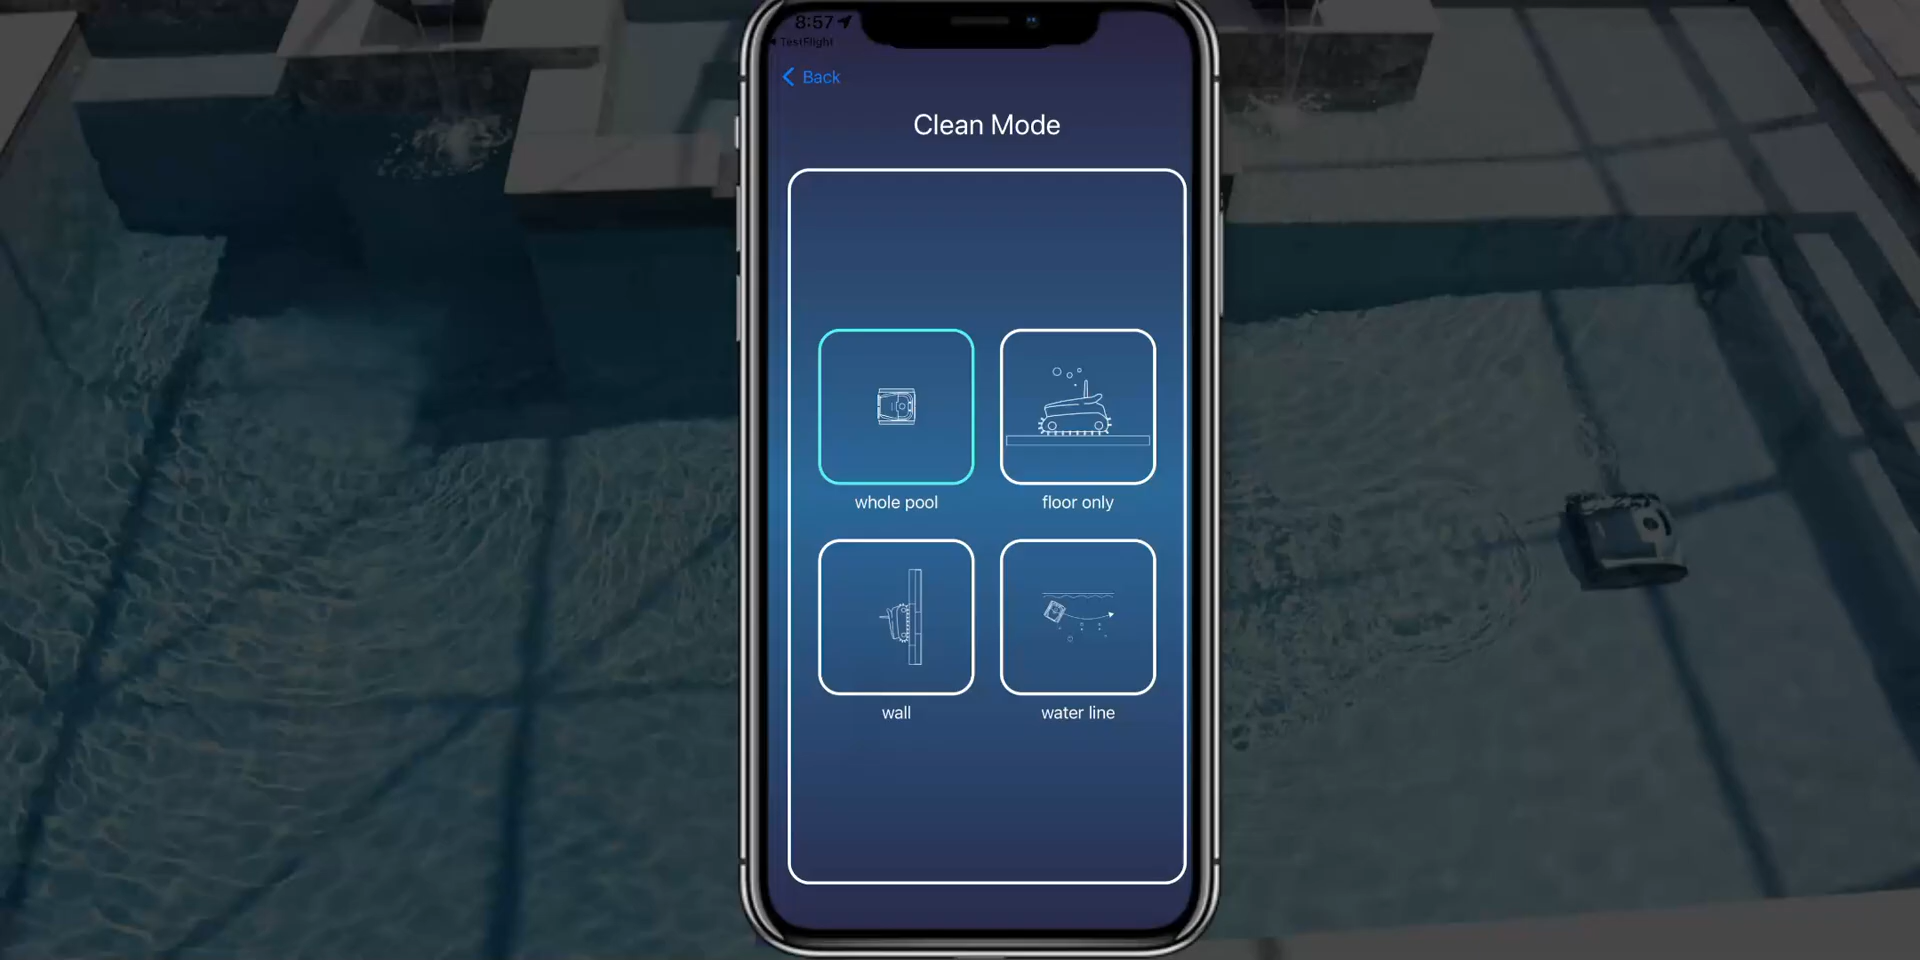 8:57
TestFlight
Back
Clean Mode
whole pool
floor only
wall
water line